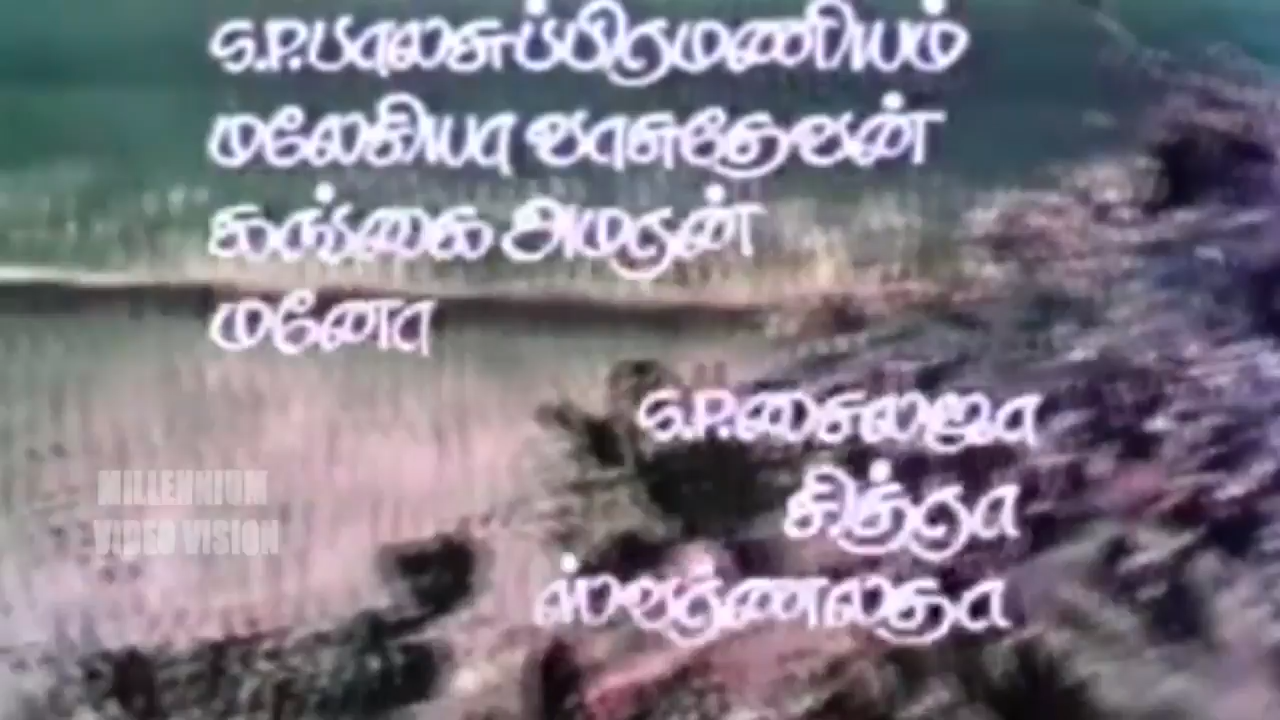 S.P.பாலசுப்பிரமணியம்
மலேசியா வாசுதேவன்
கங்கை அமரன்
மனோ
S.P.சைலஜா
சித்ரா
ஸ்வர்ணலதா
MILLENNIUM
VIDEO VISION